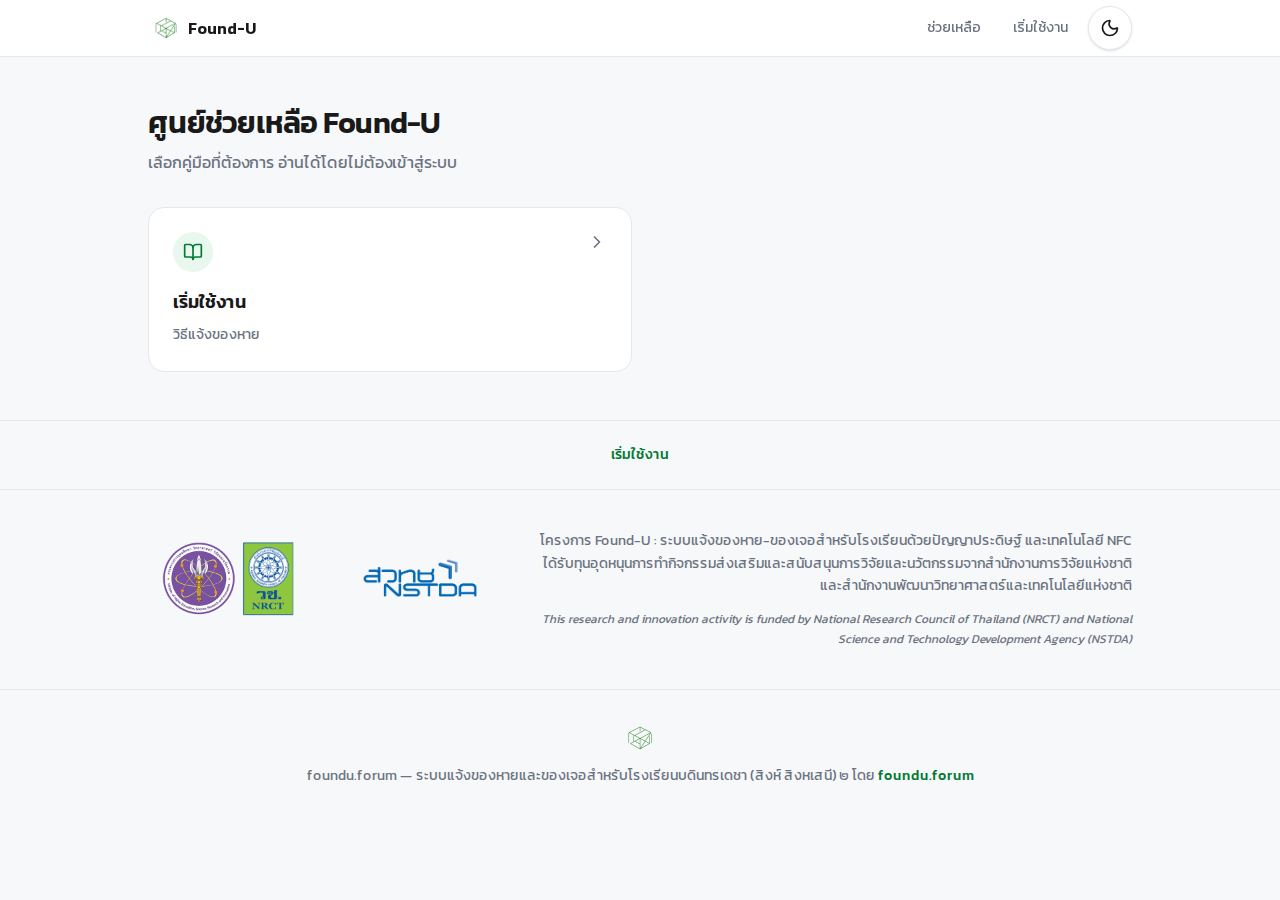 Found-U
ช่วยเหลือ
เริ่มใช้งาน
ศูนย์ช่วยเหลือ Found-U
เลือกคู่มือที่ต้องการ อ่านได้โดยไม่ต้องเข้าสู่ระบบ
เริ่มใช้งาน
วิธีแจ้งของหาย
เริ่มใช้งาน
วช.
NRCT
สวทช
NSTDA
โครงการ Found-U : ระบบแจ้งของหาย-ของเจอสำหรับโรงเรียนด้วยปัญญาประดิษฐ์ และเทคโนโลยี NFC
ได้รับทุนอุดหนุนการทำกิจกรรมส่งเสริมและสนับสนุนการวิจัยและนวัตกรรมจากสำนักงานการวิจัยแห่งชาติ
และสำนักงานพัฒนาวิทยาศาสตร์และเทคโนโลยีแห่งชาติ
This research and innovation activity is funded by National Research Council of Thailand (NRCT) and National
Science and Technology Development Agency (NSTDA)
foundu.forum — ระบบแจ้งของหายและของเจอสำหรับโรงเรียนบดินทรเดชา (สิงห์ สิงหเสนี) ๒ โดย foundu.forum